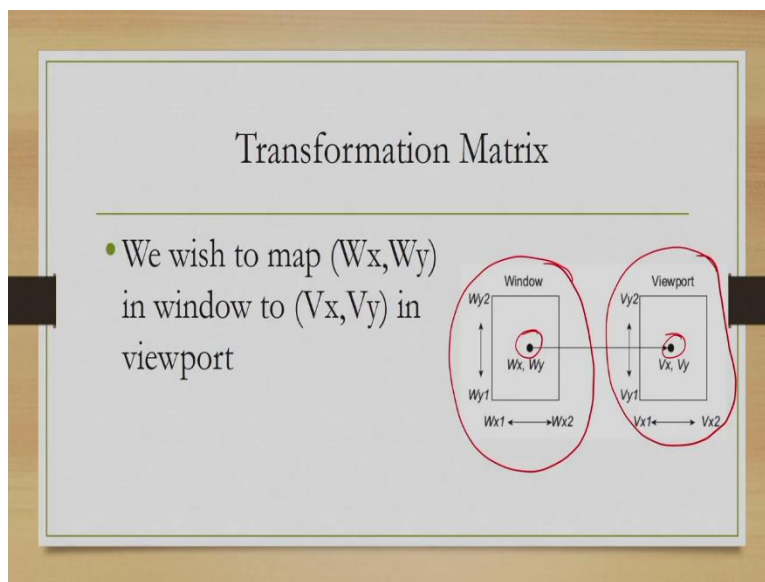 Transformation Matrix
• We wish to map (Wx,Wy)
in window to (Vx,Vy) in
viewport
Window
Viewport
Wy2
Vy2
Wx, Wy
Vx, Vy
Wy1
Vy1
Wx1
Wx2
Vx1
Vx2